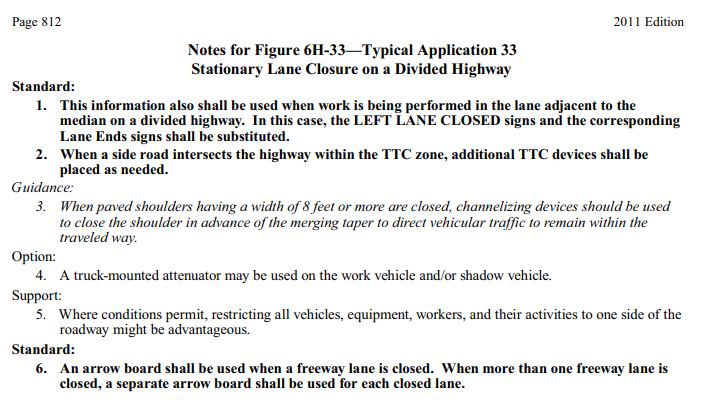 Page 812 2011 Edition
Notes for Figure 6H-33—Typical Application 33
Stationary Lane Closure on a Divided Highway
Standard:
1. This information also shall be used when work is being performed in the lane adjacent to the
median on a divided highway. In this case, the LEFT LANE CLOSED signs and the corresponding
Lane Ends signs shall be substituted.
2. When a side road intersects the highway within the TTC zone, additional TTC devices shall be
placed as needed.
Guidance:
3. When paved shoulders having a width of 8 feet or more are closed, channelizing devices should be used
to close the shoulder in advance of the merging taper to direct vehicular traffic to remain within the
traveled way.
Option:
4. A truck-mounted attenuator may be used on the work vehicle and/or shadow vehicle.
Support:
5. Where conditions permit, restricting all vehicles, equipment, workers, and their activities to one side of the
roadway might be advantageous.
Standard:
6. An arrow board shall be used when a freeway lane is closed. When more than one freeway lane is
closed, a separate arrow board shall be used for each closed lane.